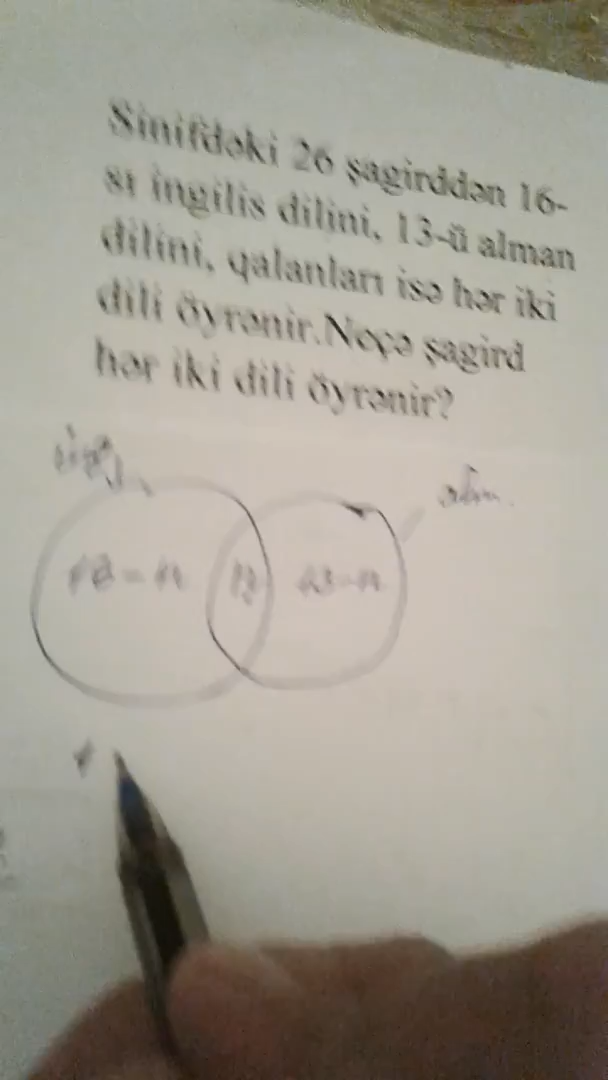 Sinifdəki 26 şagirddən 16-
sı ingilis dilini, 13-ü alman
dilini, qalanları isə hər iki
dili öyrənir.Neçə şagird
hər iki dili öyrənir?